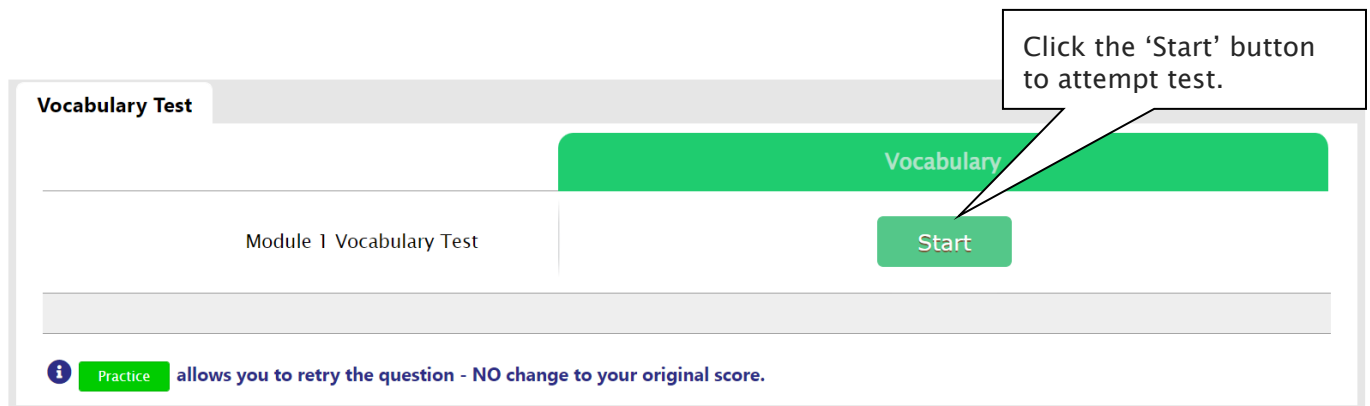 Click the ‘Start’ button
to attempt test.
Vocabulary Test
Vocabulary
Module 1 Vocabulary Test
Start
i Practice allows you to retry the question - NO change to your original score.